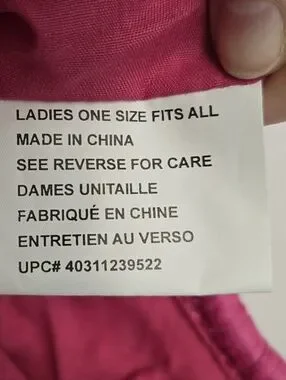 LADIES ONE SIZE FITS ALL
MADE IN CHINA
SEE REVERSE FOR CARE
DAMES UNITAILLE
FABRIQUÉ EN CHINE
ENTRETIEN AU VERSO
UPC# 40311239522